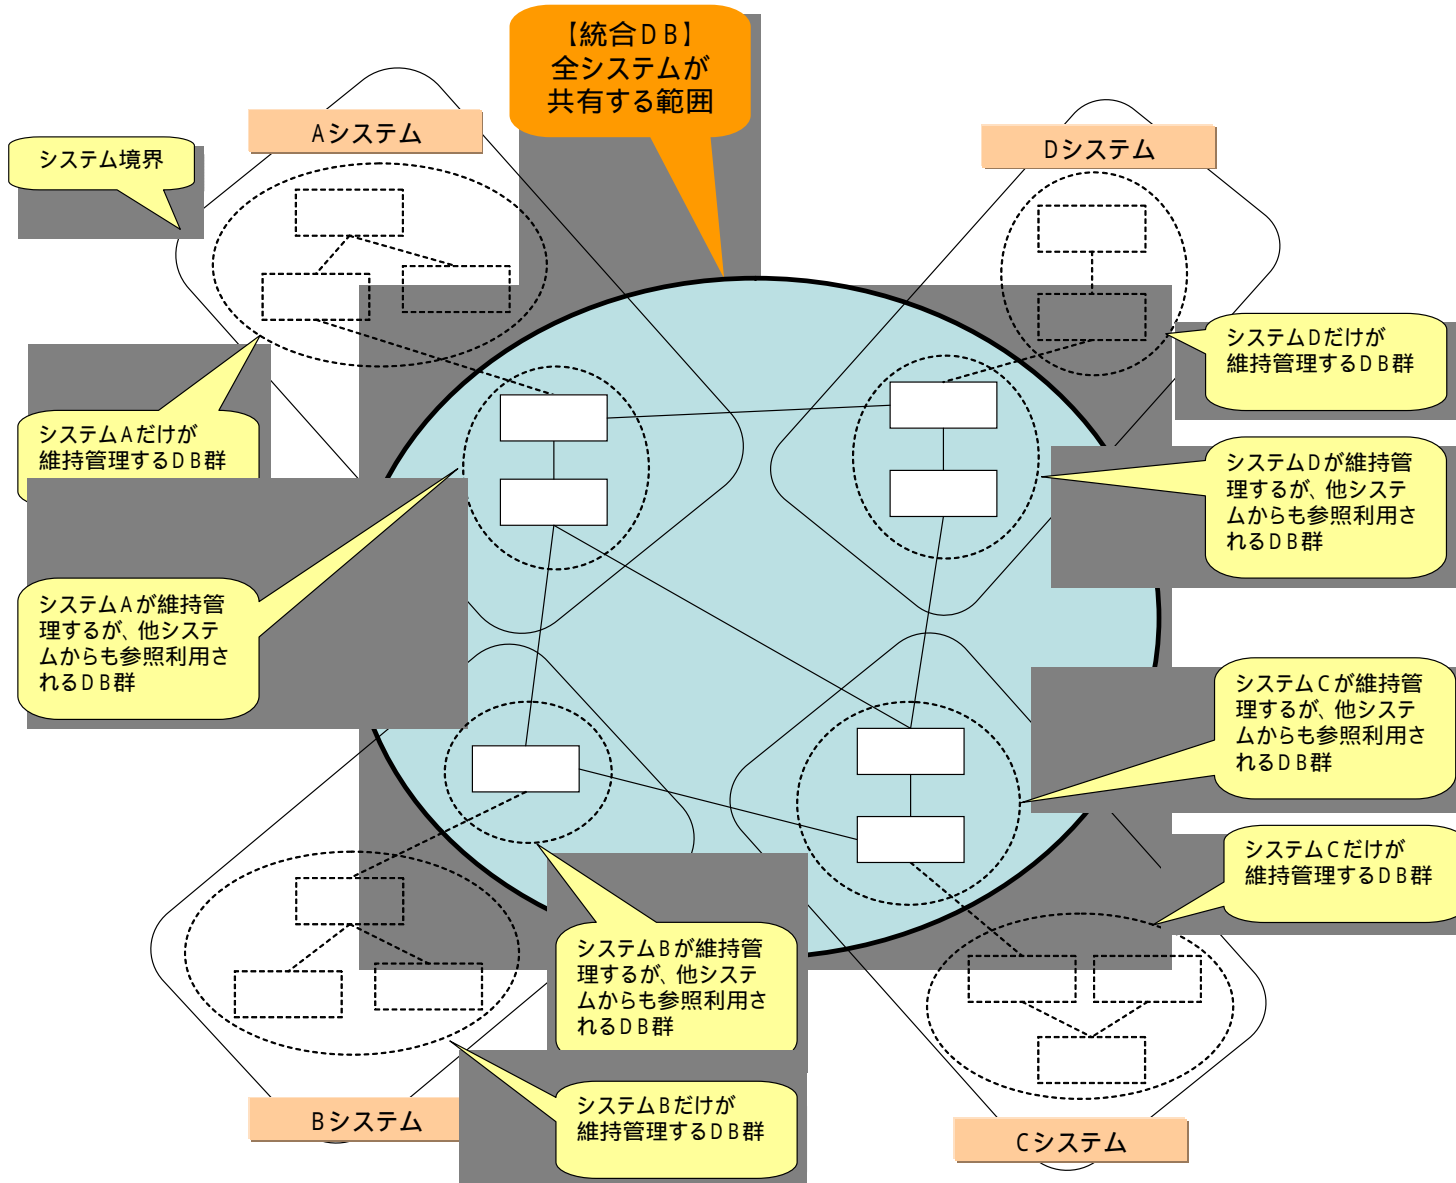 【統合DB】
全システムが
共有する範囲
Aシステム
システム境界
Dシステム
システムDだけが
維持管理するDB群
システムAだけが
維持管理するDB群
システムDが維持管
理するが、他システ
ムからも参照利用さ
れるDB群
システムAが維持管
理するが、他システ
ムからも参照利用さ
れるDB群
システムCが維持管
理するが、他システ
ムからも参照利用さ
れるDB群
システムCだけが
維持管理するDB群
システムBが維持管
理するが、他システ
ムからも参照利用さ
れるDB群
システムBだけが
維持管理するDB群
Bシステム
Cシステム